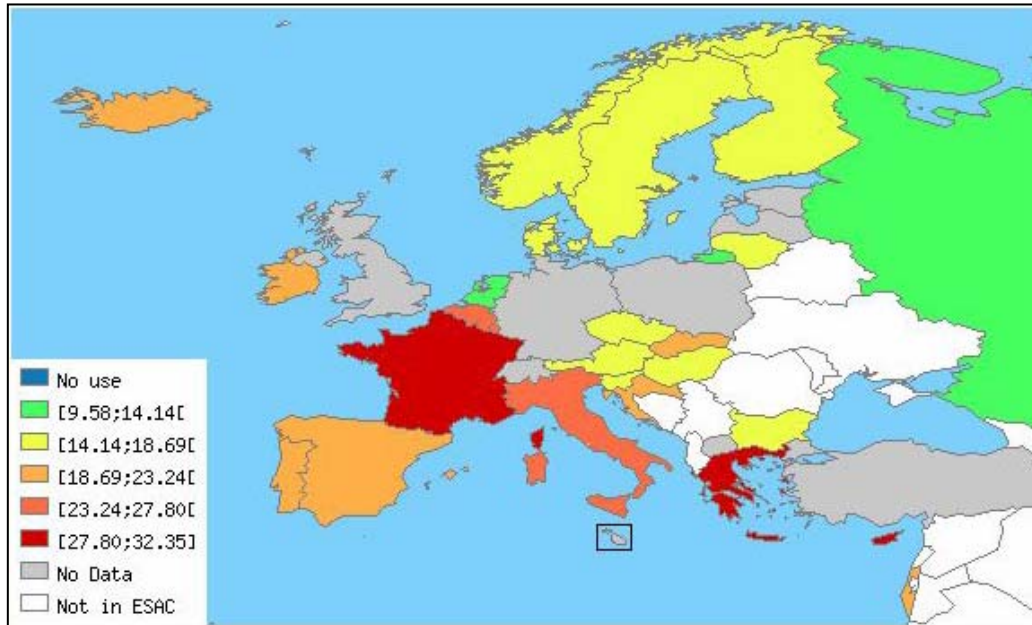 No use
[9.58;14.14[
[14.14;18.69[
[18.69;23.24[
[23.24;27.80[
[27.80;32.35]
No Data
Not in ESAC